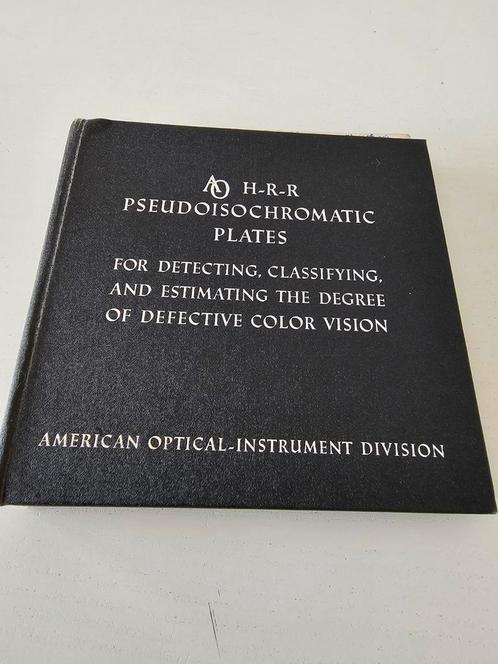 AO H-R-R
PSEUDOISOCHROMATIC
PLATES
FOR DETECTING, CLASSIFYING,
AND ESTIMATING THE DEGREE
OF DEFECTIVE COLOR VISION
AMERICAN OPTICAL-INSTRUMENT DIVISION